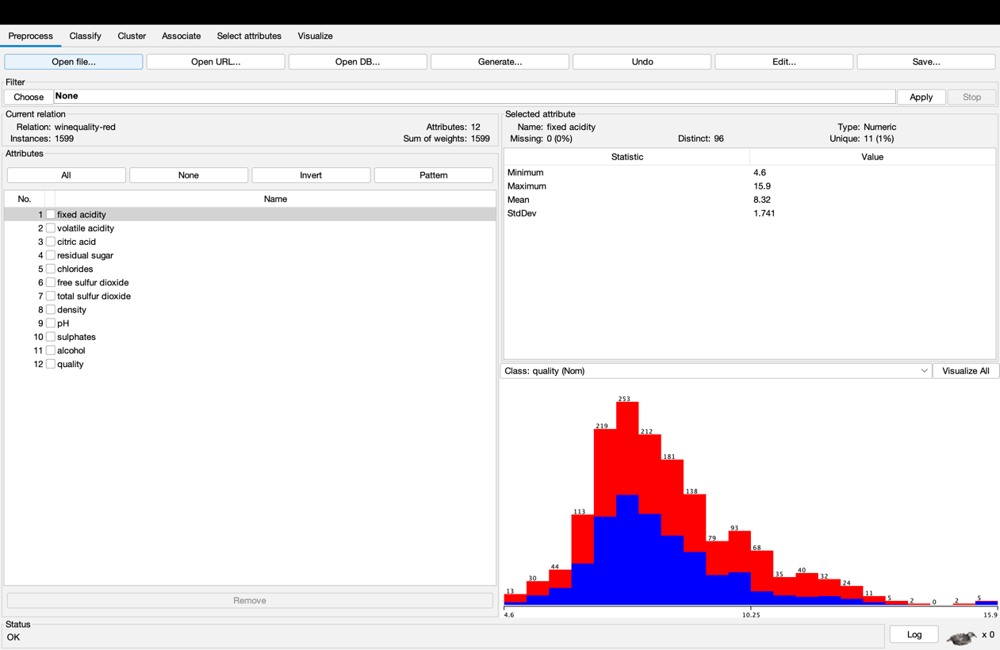 Preprocess Classify Cluster Associate Select attributes Visualize
Open file... Open URL... Open DB... Generate... Undo Edit... Save...
Filter
Choose None Apply Stop
Current relation
Relation: winequality-red Attributes: 12
Instances: 1599 Sum of weights: 1599
Attributes
All None Invert Pattern
No. Name
1 fixed acidity
2 volatile acidity
3 citric acid
4 residual sugar
5 chlorides
6 free sulfur dioxide
7 total sulfur dioxide
8 density
9 pH
10 sulphates
11 alcohol
12 quality
Remove
Selected attribute
Name: fixed acidity Type: Numeric
Missing: 0 (0%) Distinct: 96 Unique: 11 (1%)
Statistic Value
Minimum 4.6
Maximum 15.9
Mean 8.32
StdDev 1.741
Class: quality (Nom) Visualize All
13 30 44 113 219 253 212 181 138 79 93 68 35 40 32 24 11 5 2 0 2 5
4.6 10.25 15.9
Status
OK
Log x 0